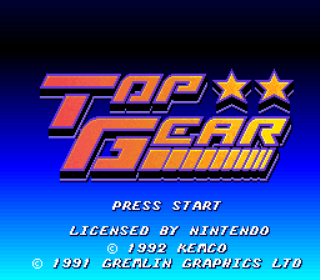 TOP
GEAR
PRESS START
LICENSED BY NINTENDO
© 1992 KEMCO
© 1991 GREMLIN GRAPHICS LTD